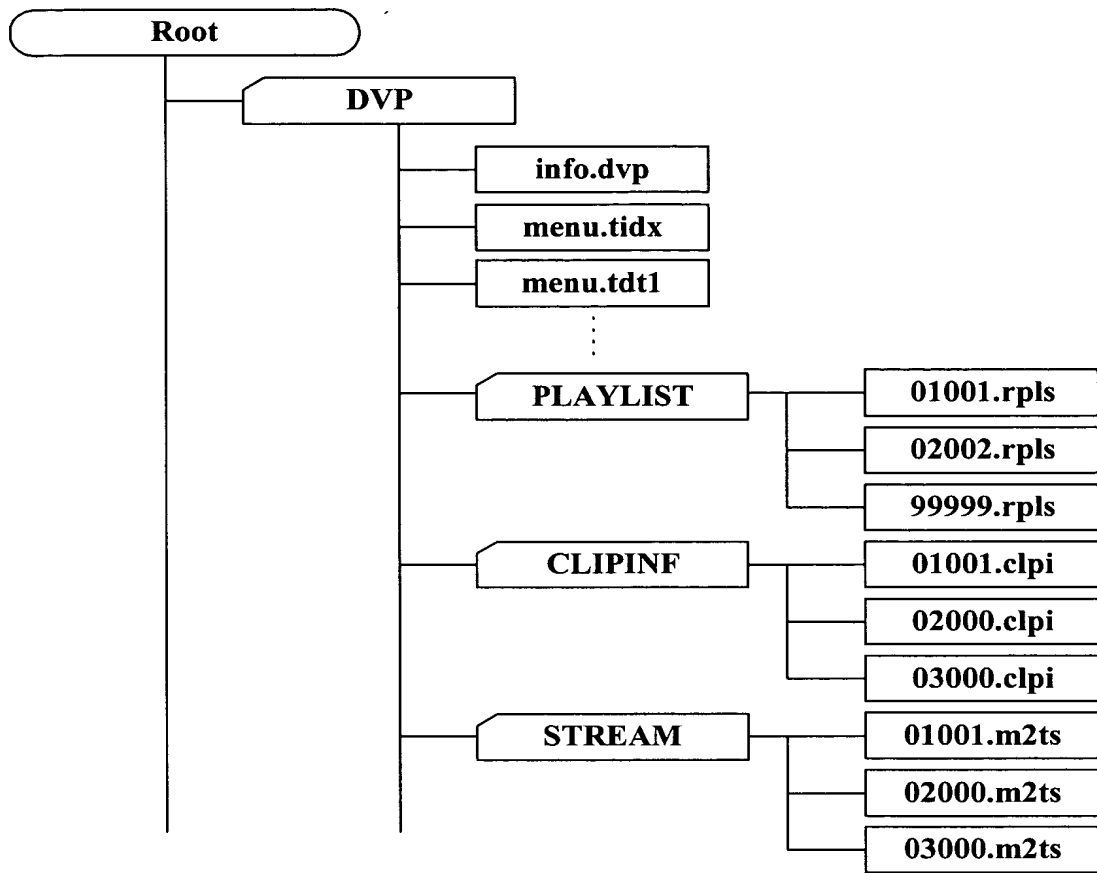 Root
DVP
info.dvp
menu.tidx
menu.tdt1
PLAYLIST
01001.rpls
02002.rpls
99999.rpls
CLIPINF
01001.clpi
02000.clpi
03000.clpi
STREAM
01001.m2ts
02000.m2ts
03000.m2ts